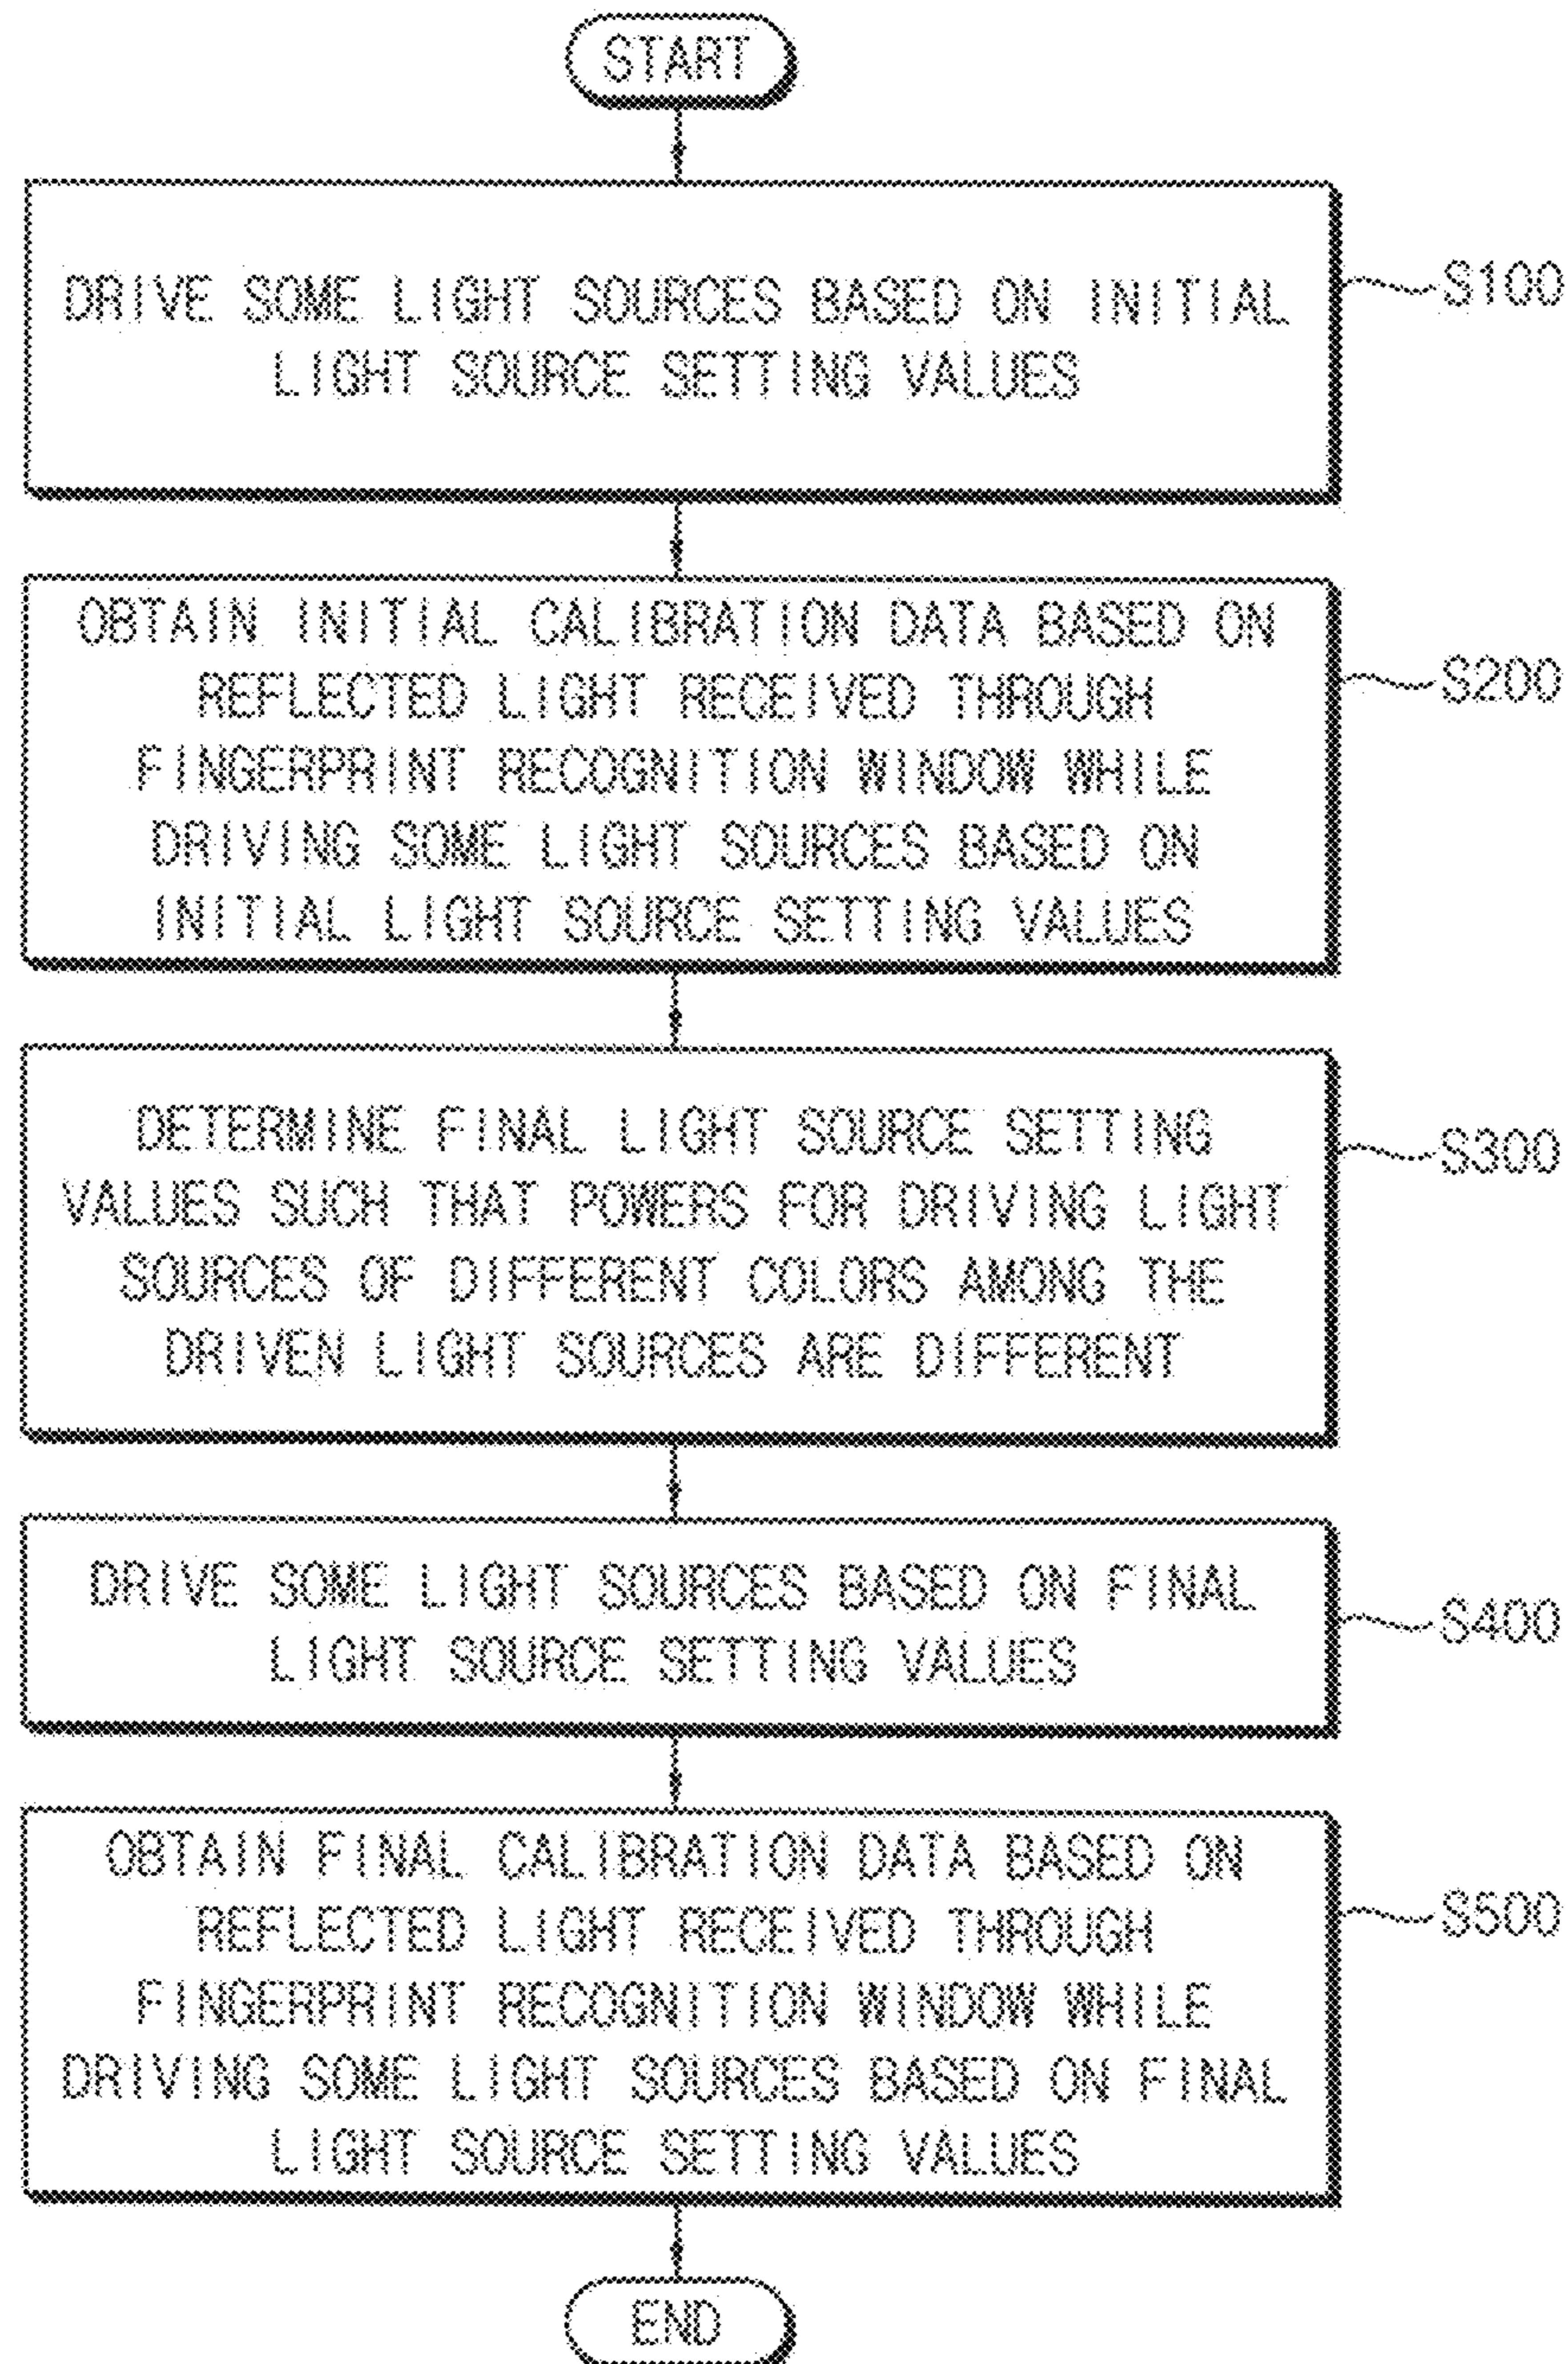 START
DRIVE SOME LIGHT SOURCES BASED ON INITIAL
LIGHT SOURCE SETTING VALUES
S100
OBTAIN INITIAL CALIBRATION DATA BASED ON
REFLECTED LIGHT RECEIVED THROUGH
FINGERPRINT RECOGNITION WINDOW WHILE
DRIVING SOME LIGHT SOURCES BASED ON
INITIAL LIGHT SOURCE SETTING VALUES
S200
DETERMINE FINAL LIGHT SOURCE SETTING
VALUES SUCH THAT POWERS FOR DRIVING LIGHT
SOURCES OF DIFFERENT COLORS AMONG THE
DRIVEN LIGHT SOURCES ARE DIFFERENT
S300
DRIVE SOME LIGHT SOURCES BASED ON FINAL
LIGHT SOURCE SETTING VALUES
S400
OBTAIN FINAL CALIBRATION DATA BASED ON
REFLECTED LIGHT RECEIVED THROUGH
FINGERPRINT RECOGNITION WINDOW WHILE
DRIVING SOME LIGHT SOURCES BASED ON FINAL
LIGHT SOURCE SETTING VALUES
S500
END